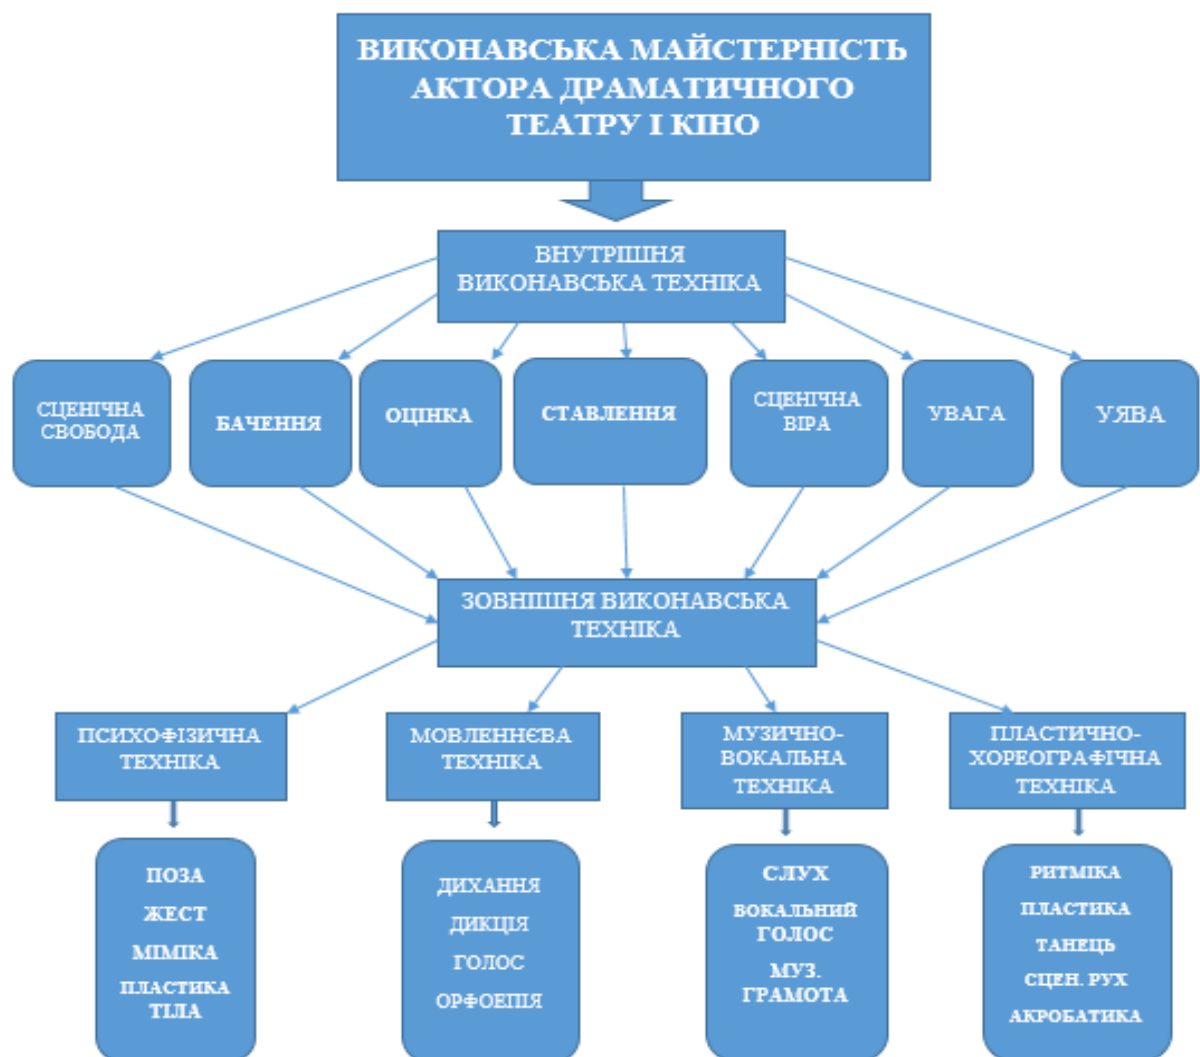 ВИКОНАВСЬКА МАЙСТЕРНІСТЬ
АКТОРА ДРАМАТИЧНОГО
ТЕАТРУ І КІНО
ВНУТРІШНЯ
ВИКОНАВСЬКА ТЕХНІКА
СЦЕНІЧНА
СВОБОДА
БАЧЕННЯ
ОЦІНКА
СТАВЛЕННЯ
СЦЕНІЧНА
ВІРА
УВАГА
УЯВА
ЗОВНІШНЯ ВИКОНАВСЬКА
ТЕХНІКА
ПСИХОФІЗИЧНА
ТЕХНІКА
МОВЛЕННЄВА
ТЕХНІКА
МУЗИЧНО-
ВОКАЛЬНА
ТЕХНІКА
ПЛАСТИЧНО-
ХОРЕОГРАФІЧНА
ТЕХНІКА
ПОЗА
ЖЕСТ
МІМІКА
ПЛАСТИКА
ТІЛА
ДИХАННЯ
ДИКЦІЯ
ГОЛОС
ОРФОЕПІЯ
СЛУХ
ВОКАЛЬНИЙ
ГОЛОС
МУЗ.
ГРАМОТА
РИТМІКА
ПЛАСТИКА
ТАНЕЦЬ
СЦЕН. РУХ
АКРОБАТИКА